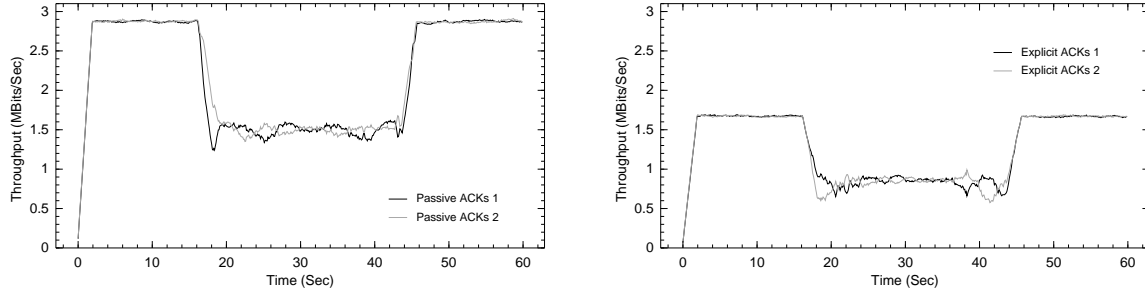 3
2.5
2
1.5
1
0.5
0
Throughput (MBits/Sec)
Passive ACKs 1
Passive ACKs 2
0 10 20 30 40 50 60
Time (Sec)
3
2.5
2
1.5
1
0.5
0
Throughput (MBits/Sec)
Explicit ACKs 1
Explicit ACKs 2
0 10 20 30 40 50 60
Time (Sec)